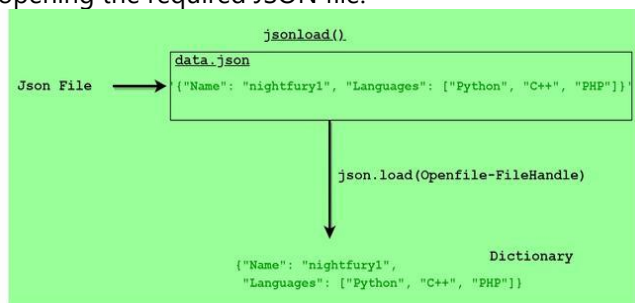 opening the required JSON file.
jsonload()
data.json
Json File
'{"Name": "nightfury1", "Languages": ["Python", "C++", "PHP"]}'
json.load(Openfile-FileHandle)
Dictionary
{"Name": "nightfury1",
"Languages": ["Python", "C++", "PHP"]}